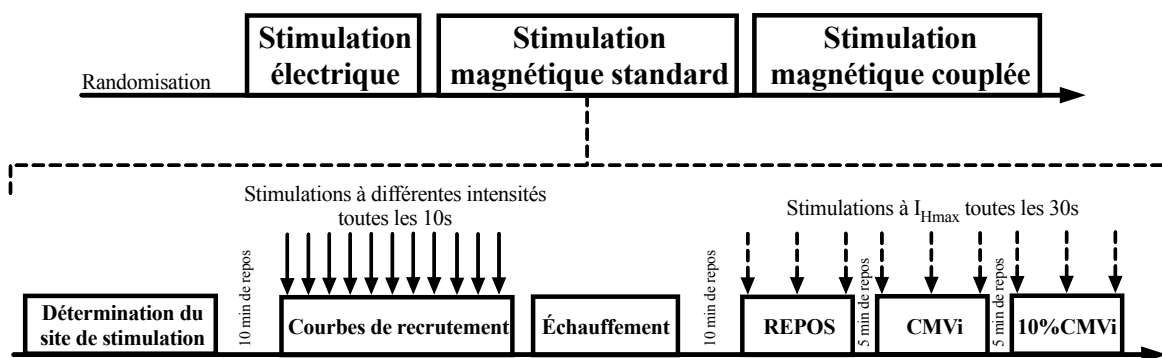 Randomisation
Stimulation
électrique
Stimulation
magnétique standard
Stimulation
magnétique couplée
Stimulations à différentes intensités
toutes les 10s
Stimulations à IHmax toutes les 30s
Détermination du
site de stimulation
10 min de repos
Courbes de recrutement
Échauffement
10 min de repos
REPOS
5 min de repos
CMVi
5 min de repos
10%CMVi